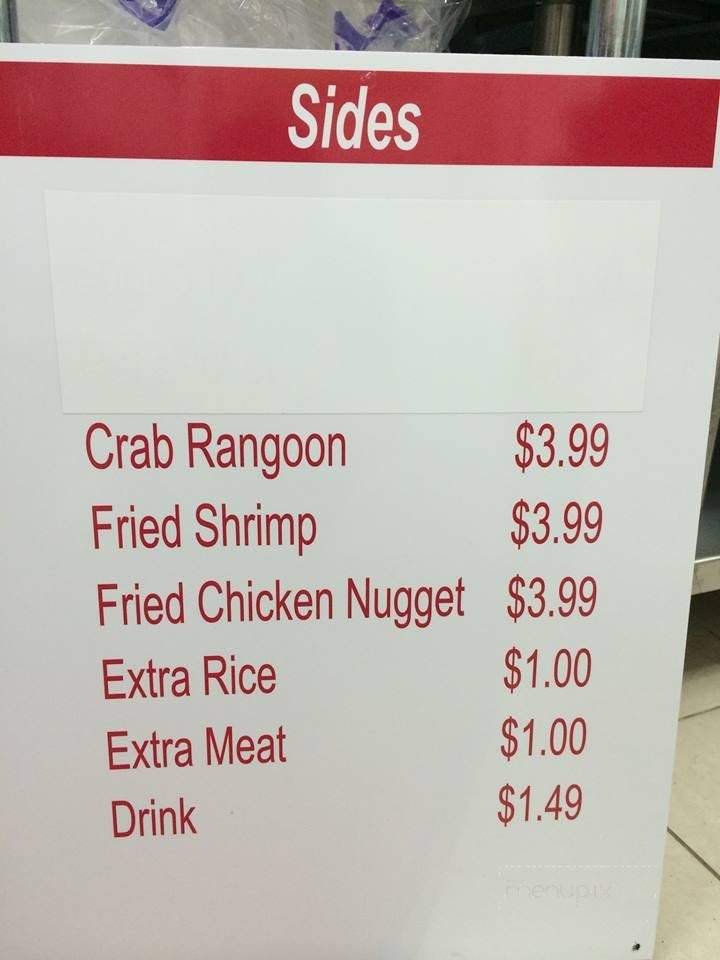 Sides
Crab Rangoon $3.99
Fried Shrimp $3.99
Fried Chicken Nugget $3.99
Extra Rice $1.00
Extra Meat $1.00
Drink $1.49
menupix